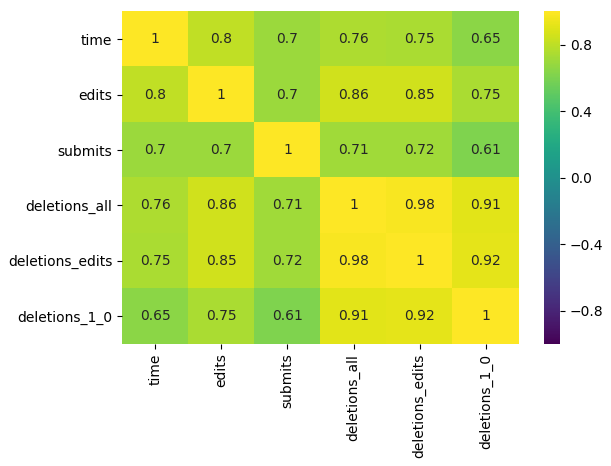 time 1 0.8 0.7 0.76 0.75 0.65
edits 0.8 1 0.7 0.86 0.85 0.75
submits 0.7 0.7 1 0.71 0.72 0.61
deletions_all 0.76 0.86 0.71 1 0.98 0.91
deletions_edits 0.75 0.85 0.72 0.98 1 0.92
deletions_1_0 0.65 0.75 0.61 0.91 0.92 1
time edits submits deletions_all deletions_edits deletions_1_0
0.8
0.4
0.0
−0.4
−0.8